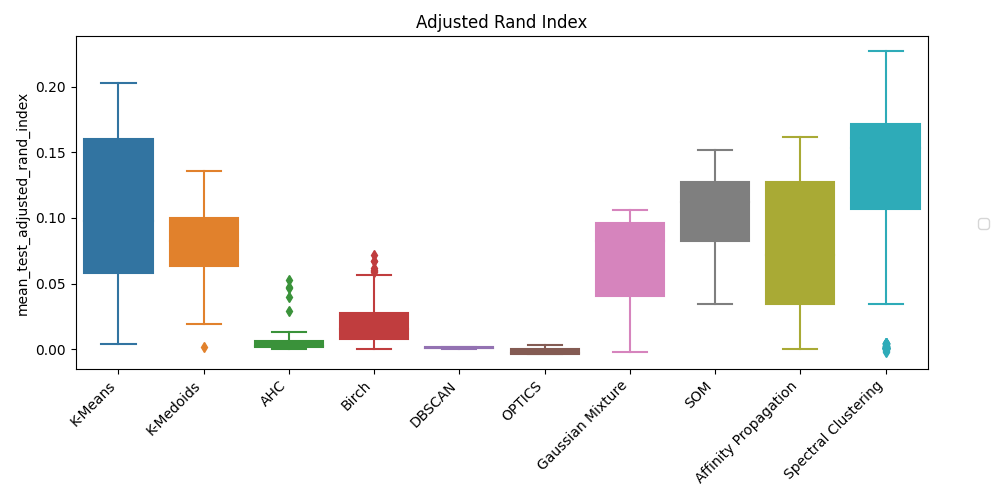 Adjusted Rand Index
mean_test_adjusted_rand_index
0.20
0.15
0.10
0.05
0.00
K-Means
K-Medoids
AHC
Birch
DBSCAN
OPTICS
Gaussian Mixture
SOM
Affinity Propagation
Spectral Clustering